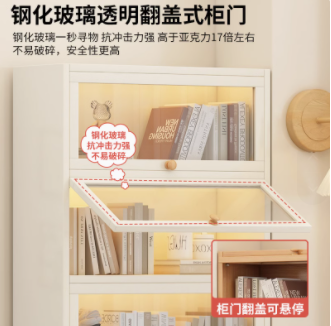 钢化玻璃透明翻盖式柜门
钢化玻璃一秒寻物 抗冲击力强 高于亚克力17倍左右
不易破碎，安全性更高
钢化玻璃
抗冲击力强
不易破碎
柜门翻盖可悬停